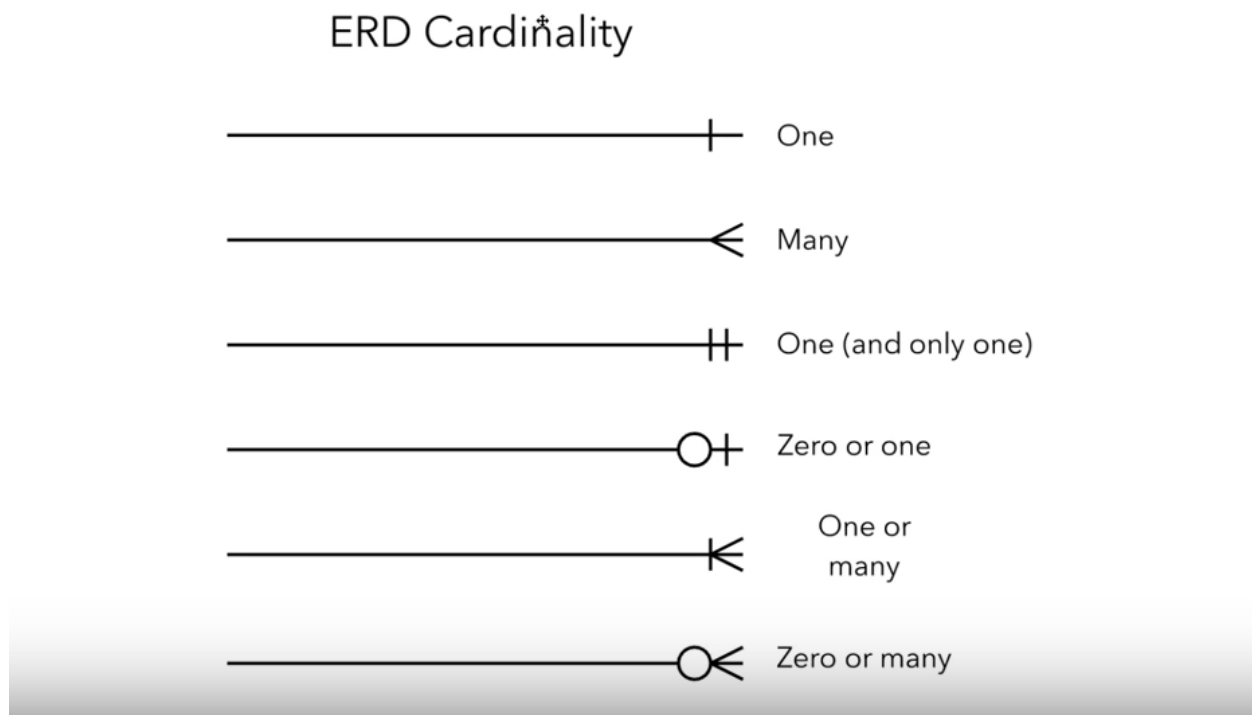 ERD Cardinality
One
Many
One (and only one)
Zero or one
One or
many
Zero or many